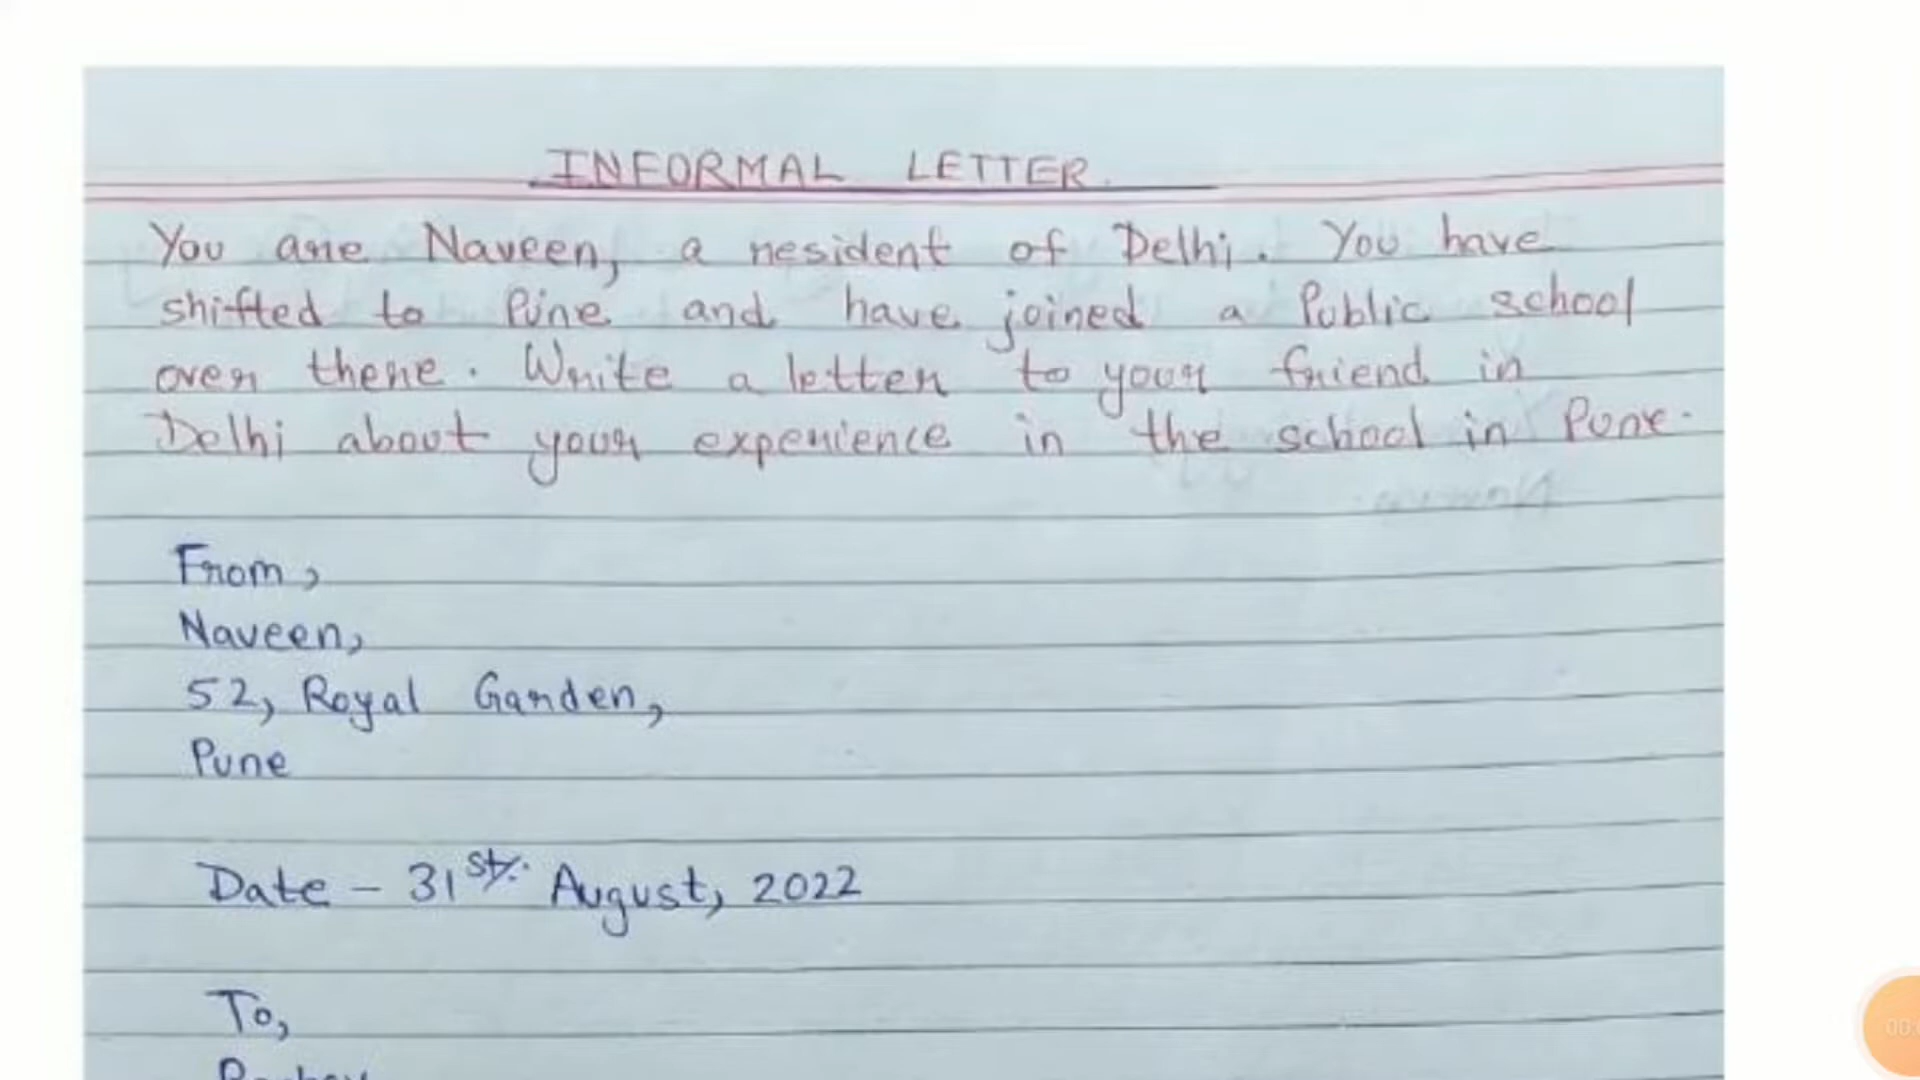 INFORMAL LETTER.
You are Naveen, a resident of Delhi. You have
shifted to Pune and have joined a Public school
over there. Write a letter to your friend in
Delhi about your experience in the school in Pune.
From,
Naveen,
52, Royal Garden,
Pune
Date - 31st. August, 2022
To,